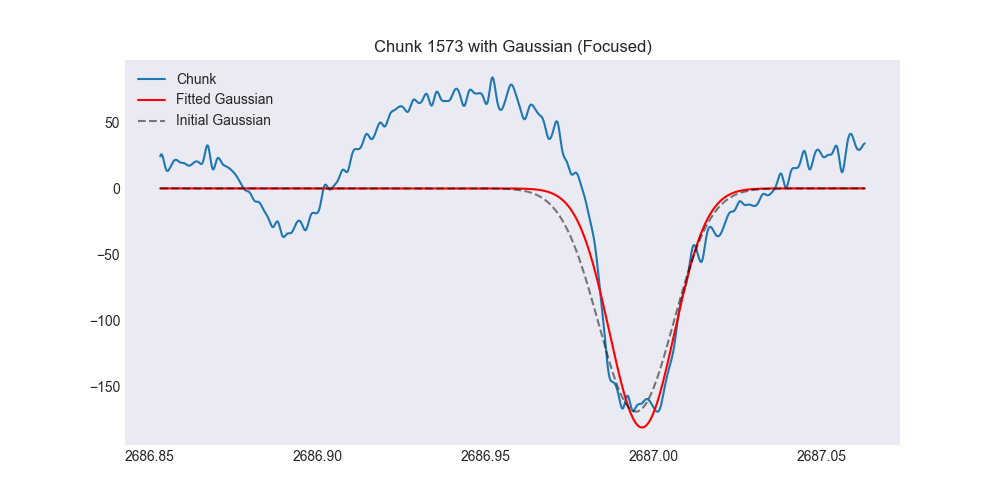 Chunk 1573 with Gaussian (Focused)
Chunk
Fitted Gaussian
Initial Gaussian
50
0
−50
−100
−150
2686.85 2686.90 2686.95 2687.00 2687.05